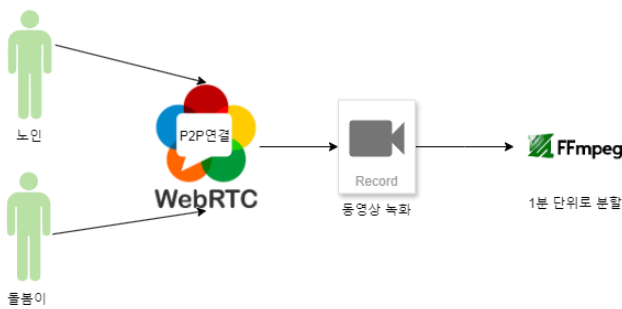 노인
P2P연결
WebRTC
Record
동영상 녹화
FFmpeg
1분 단위로 분할
돌봄이